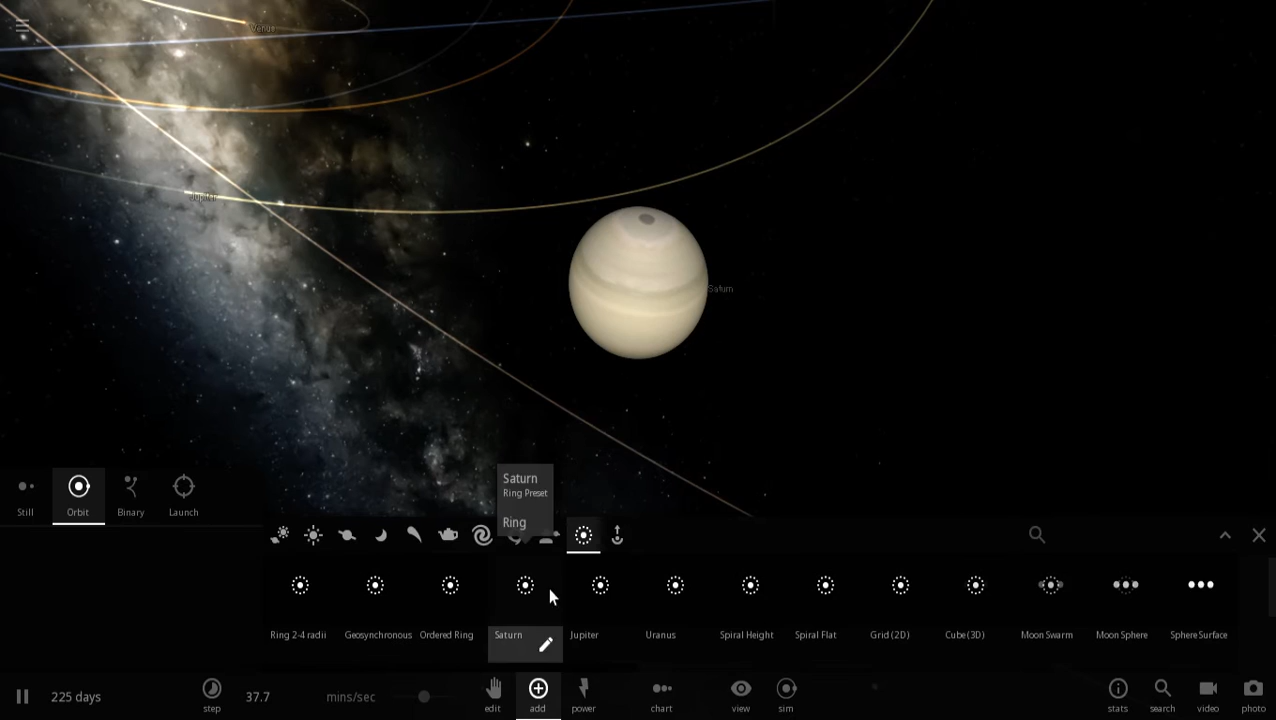 Venus
Jupiter
Saturn
Still
Orbit
Binary
Launch
Saturn
Ring Preset
Ring
Ring 2-4 radii
Geosynchronous
Ordered Ring
Saturn
Jupiter
Uranus
Spiral Height
Spiral Flat
Grid (2D)
Cube (3D)
Moon Swarm
Moon Sphere
Sphere Surface
225 days
step
37.7
mins/sec
edit
add
power
chart
view
sim
stats
search
video
photo